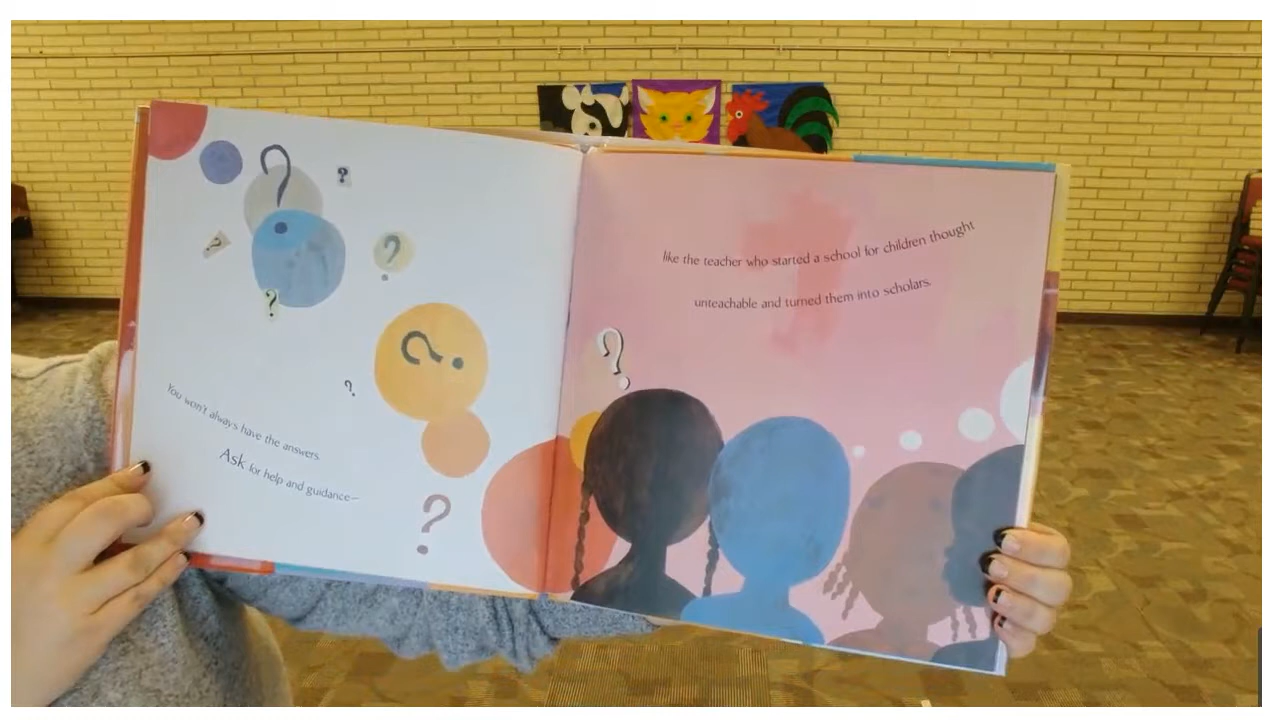 ?
?
?
?
?
?
?
You won't always have the answers.
Ask for help and guidance—
?
like the teacher who started a school for children thought
unteachable and turned them into scholars.
?